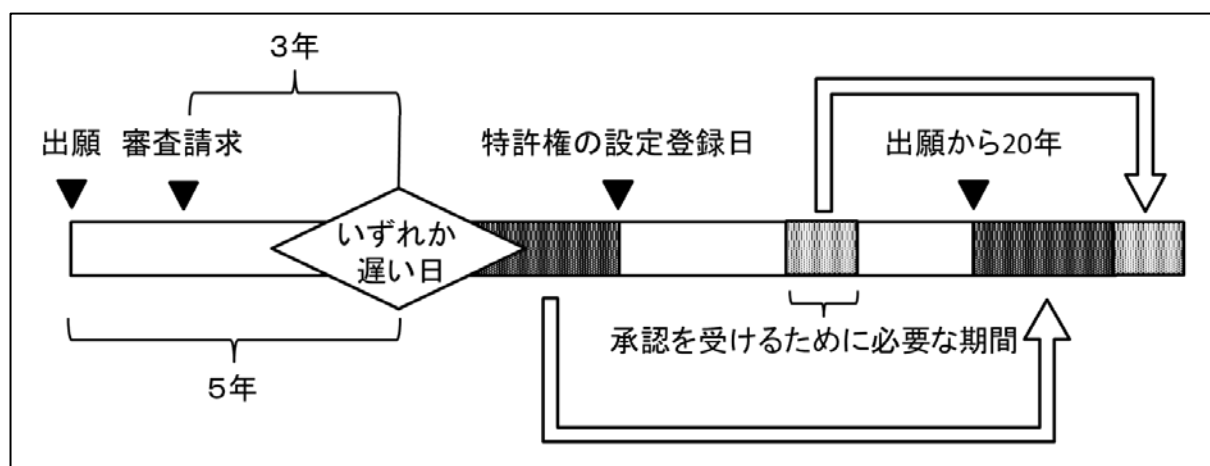 3年
出願
審査請求
特許権の設定登録日
出願から20年
いずれか
遅い日
承認を受けるために必要な期間
5年